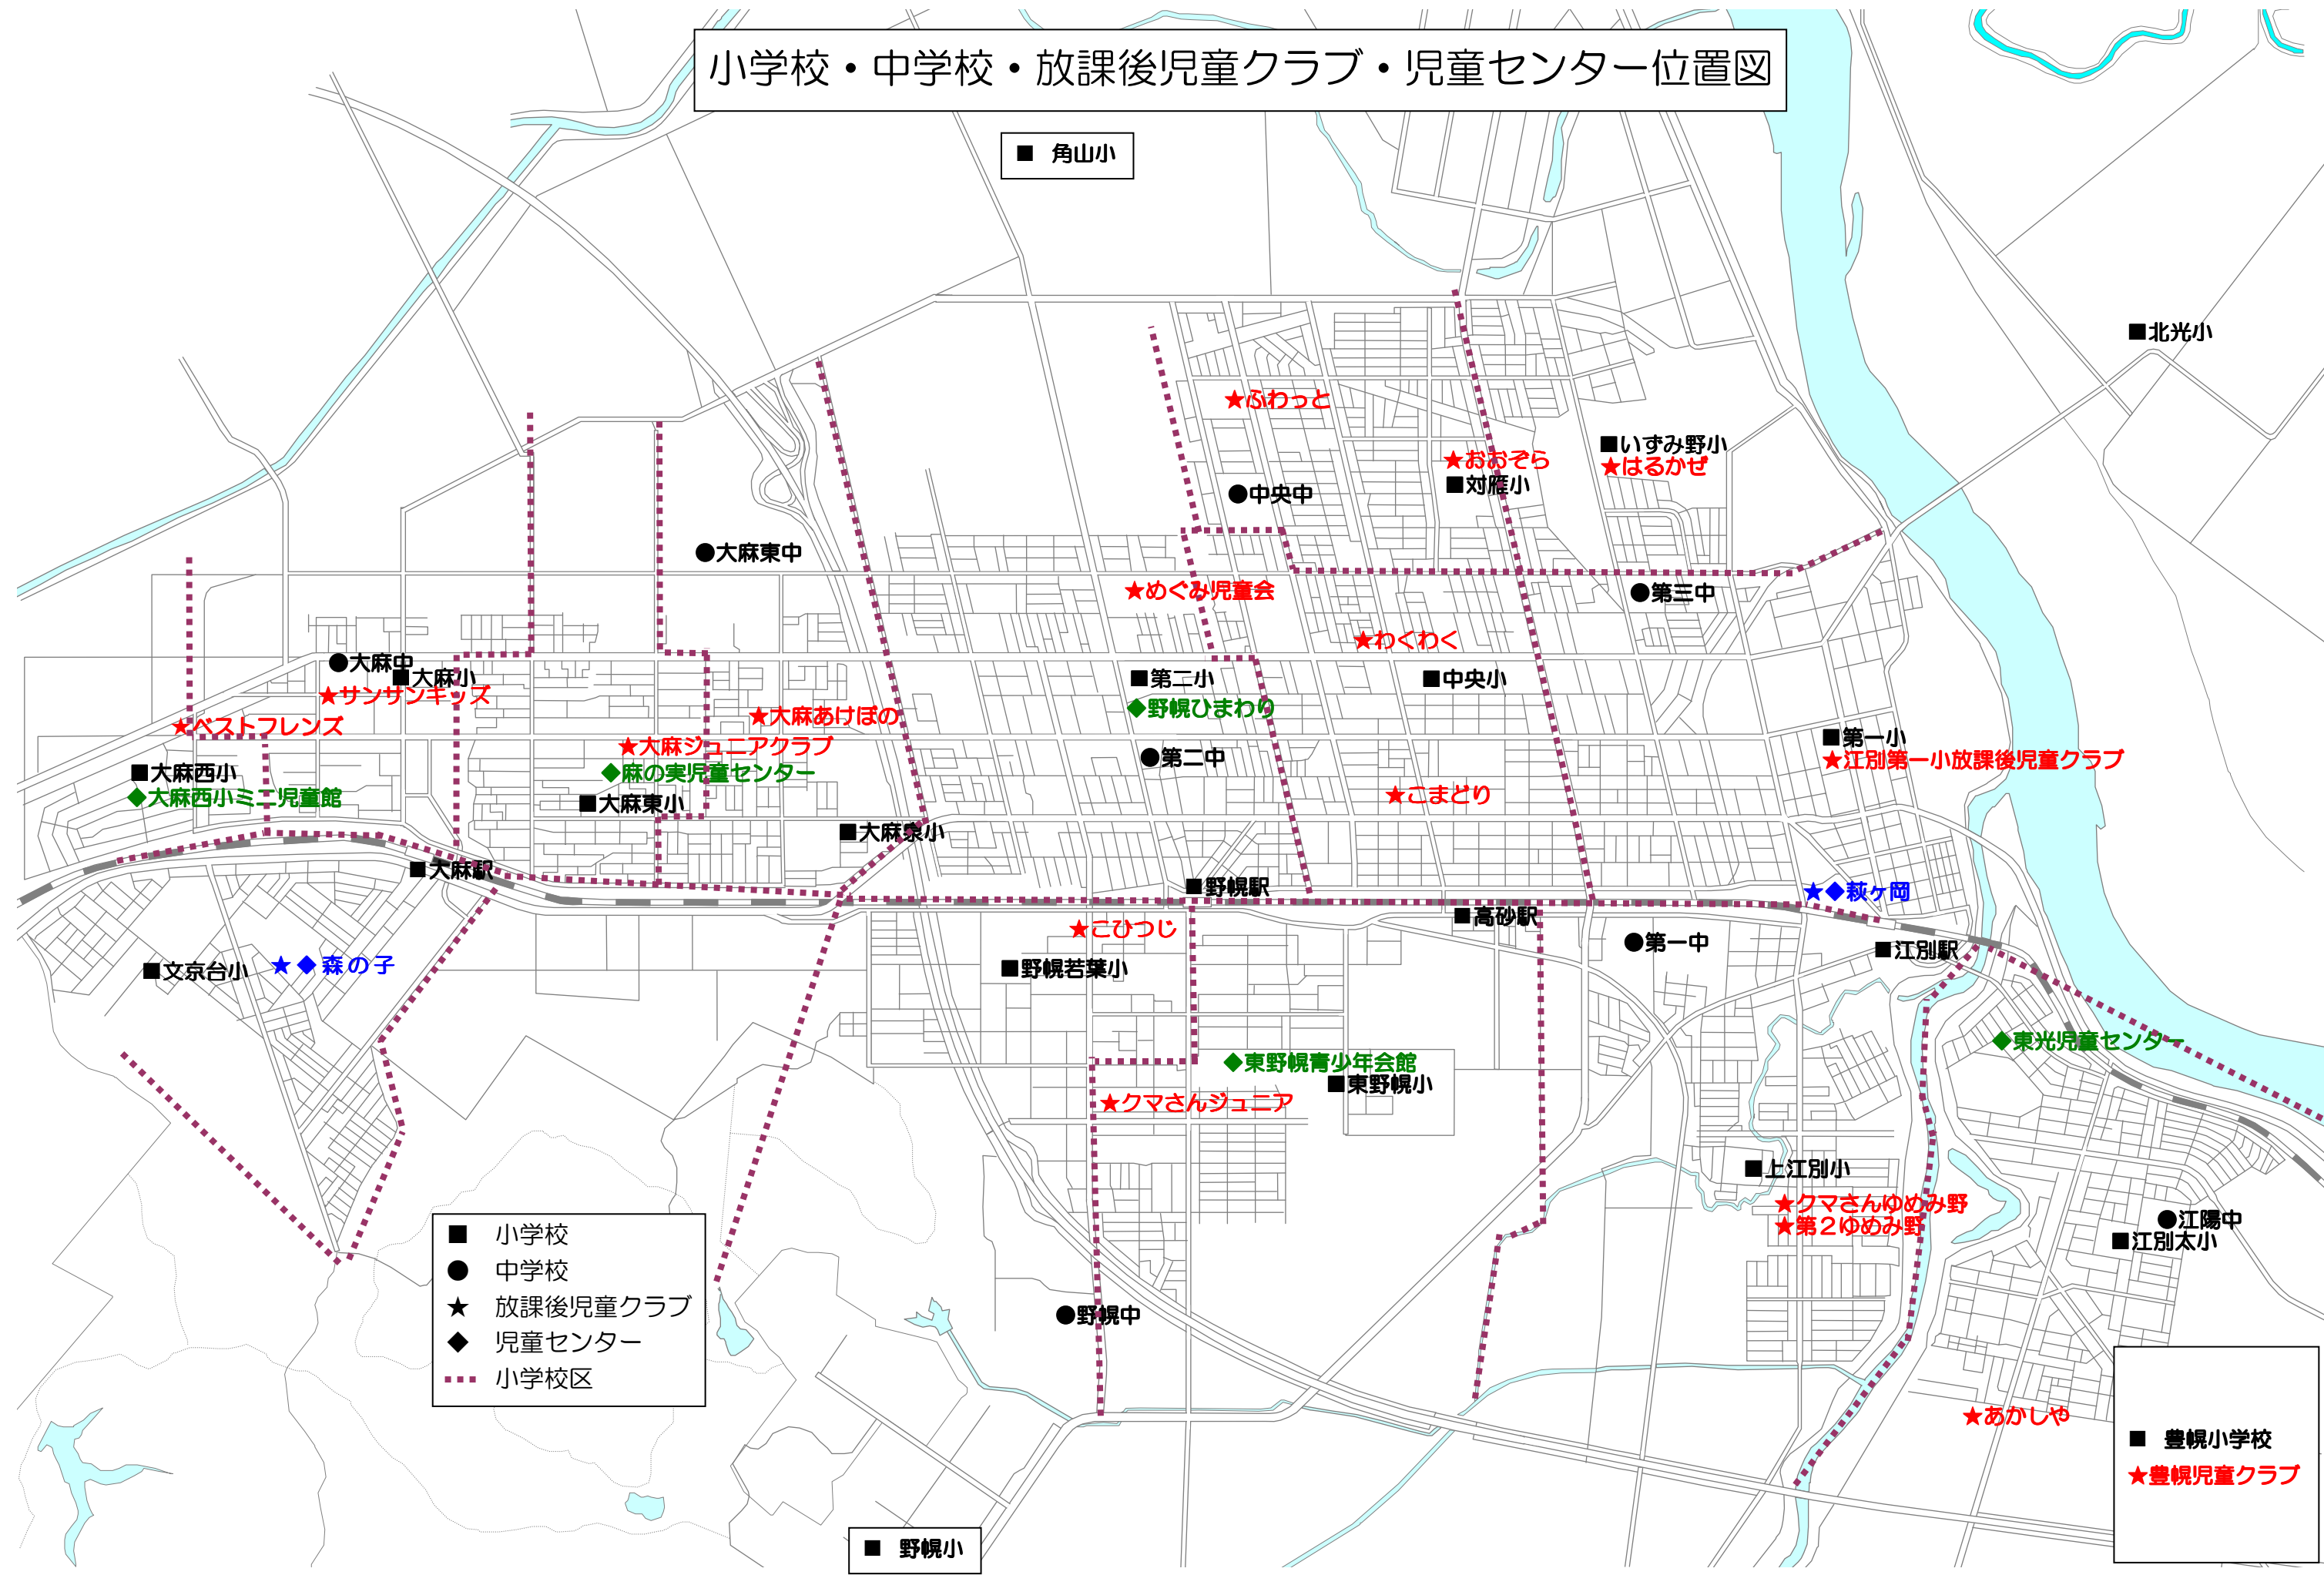 小学校・中学校・放課後児童クラブ・児童センター位置図
■ 角山小
■北光小
★ふわっと
■いずみ野小
★おおぞら
★はるかぜ
■対雁小
●中央中
●大麻東中
★めぐみ児童会
●第三中
★わくわく
●大麻中
■大麻小
■第二小
■中央小
★サンサンキッズ
◆野幌ひまわり
★大麻あけぼの
★ベストフレンズ
■第一小
★大麻ジュニアクラブ
●第二中
★江別第一小放課後児童クラブ
■大麻西小
◆麻の実児童センター
◆大麻西小ミニ児童館
★こまどり
■大麻東小
■大麻泉小
■大麻駅
■野幌駅
★◆萩ヶ岡
■高砂駅
★こひつじ
●第一中
■江別駅
■文京台小
★◆森の子
■野幌若葉小
◆東光児童センター
◆東野幌青少年会館
■東野幌小
★クマさんジュニア
■上江別小
★クマさんゆめみ野
★第2ゆめみ野
●江陽中
■江別太小
■ 小学校
● 中学校
★ 放課後児童クラブ
◆ 児童センター
小学校区
●野幌中
★あかしや
■ 豊幌小学校
★豊幌児童クラブ
■ 野幌小